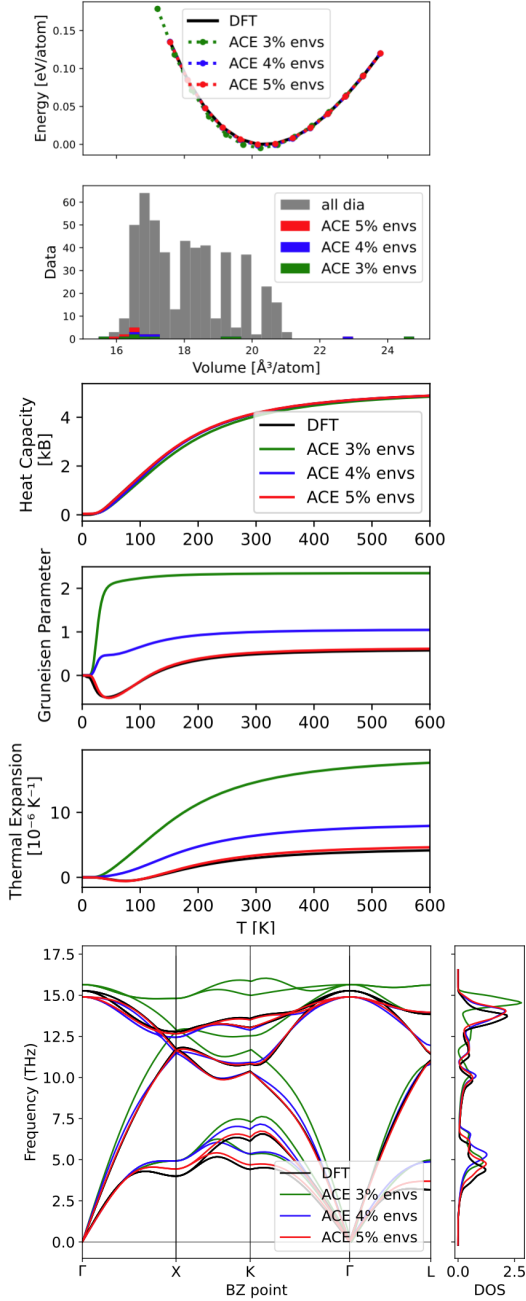 0.15
0.10
0.05
0.00
Energy [eV/atom]
DFT
ACE 3% envs
ACE 4% envs
ACE 5% envs
60
50
40
30
20
10
0
Data
all dia
ACE 5% envs
ACE 4% envs
ACE 3% envs
16 18 20 22 24
Volume [Å³/atom]
4
2
0
Heat Capacity
[kB]
DFT
ACE 3% envs
ACE 4% envs
ACE 5% envs
0 100 200 300 400 500 600
2
1
0
Gruneisen Parameter
0 100 200 300 400 500 600
10
0
Thermal Expansion
[10⁻⁶ K⁻¹]
0 100 200 300 400 500 600
T [K]
17.5
15.0
12.5
10.0
7.5
5.0
2.5
0.0
Frequency (THz)
DFT
ACE 3% envs
ACE 4% envs
ACE 5% envs
Γ X K Γ L
BZ point
0.0 2.5
DOS